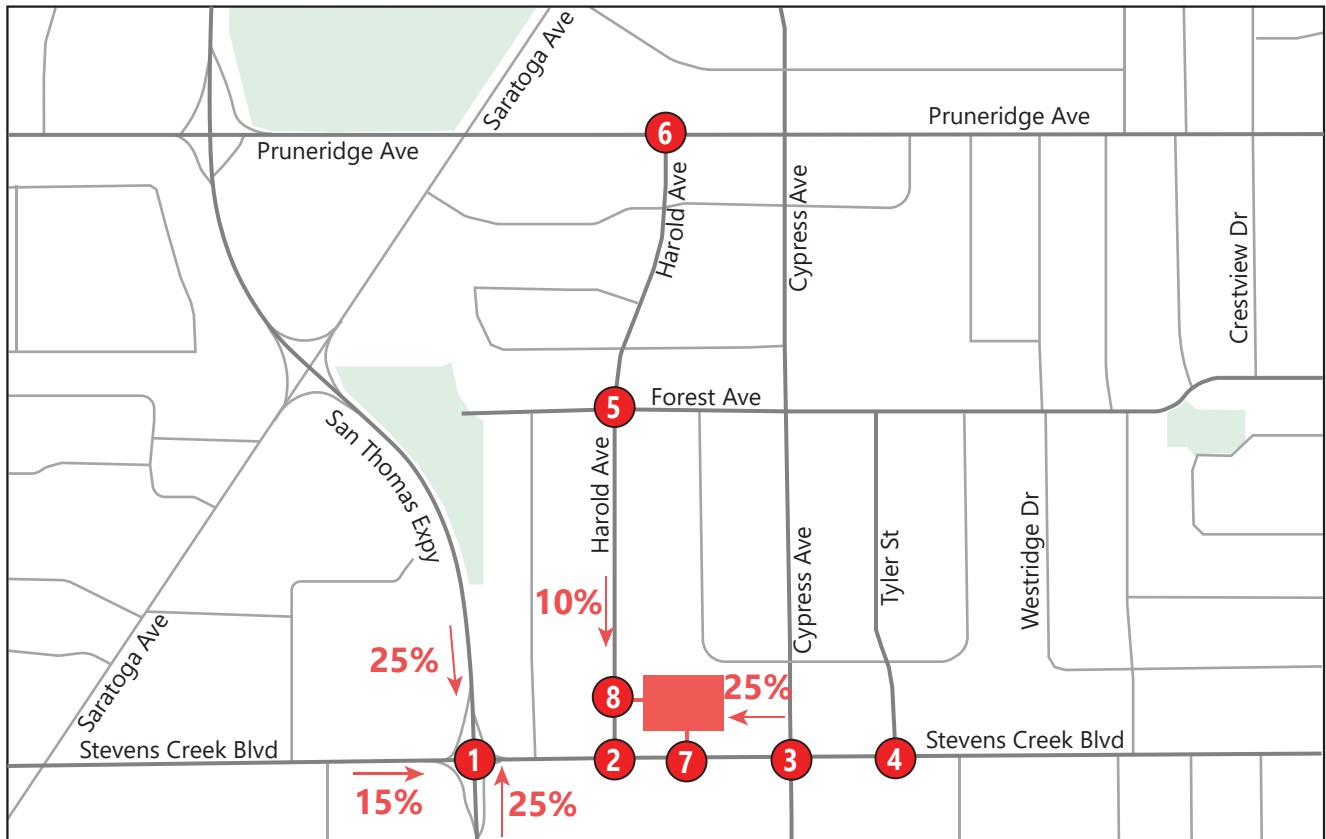 Saratoga Ave
6
Pruneridge Ave
Pruneridge Ave
Harold Ave
Cypress Ave
Crestview Dr
5
Forest Ave
San Thomas Expy
Harold Ave
Cypress Ave
Tyler St
Westridge Dr
10%
25%
Saratoga Ave
8
25%
Stevens Creek Blvd
1
2
7
3
4
Stevens Creek Blvd
15%
25%